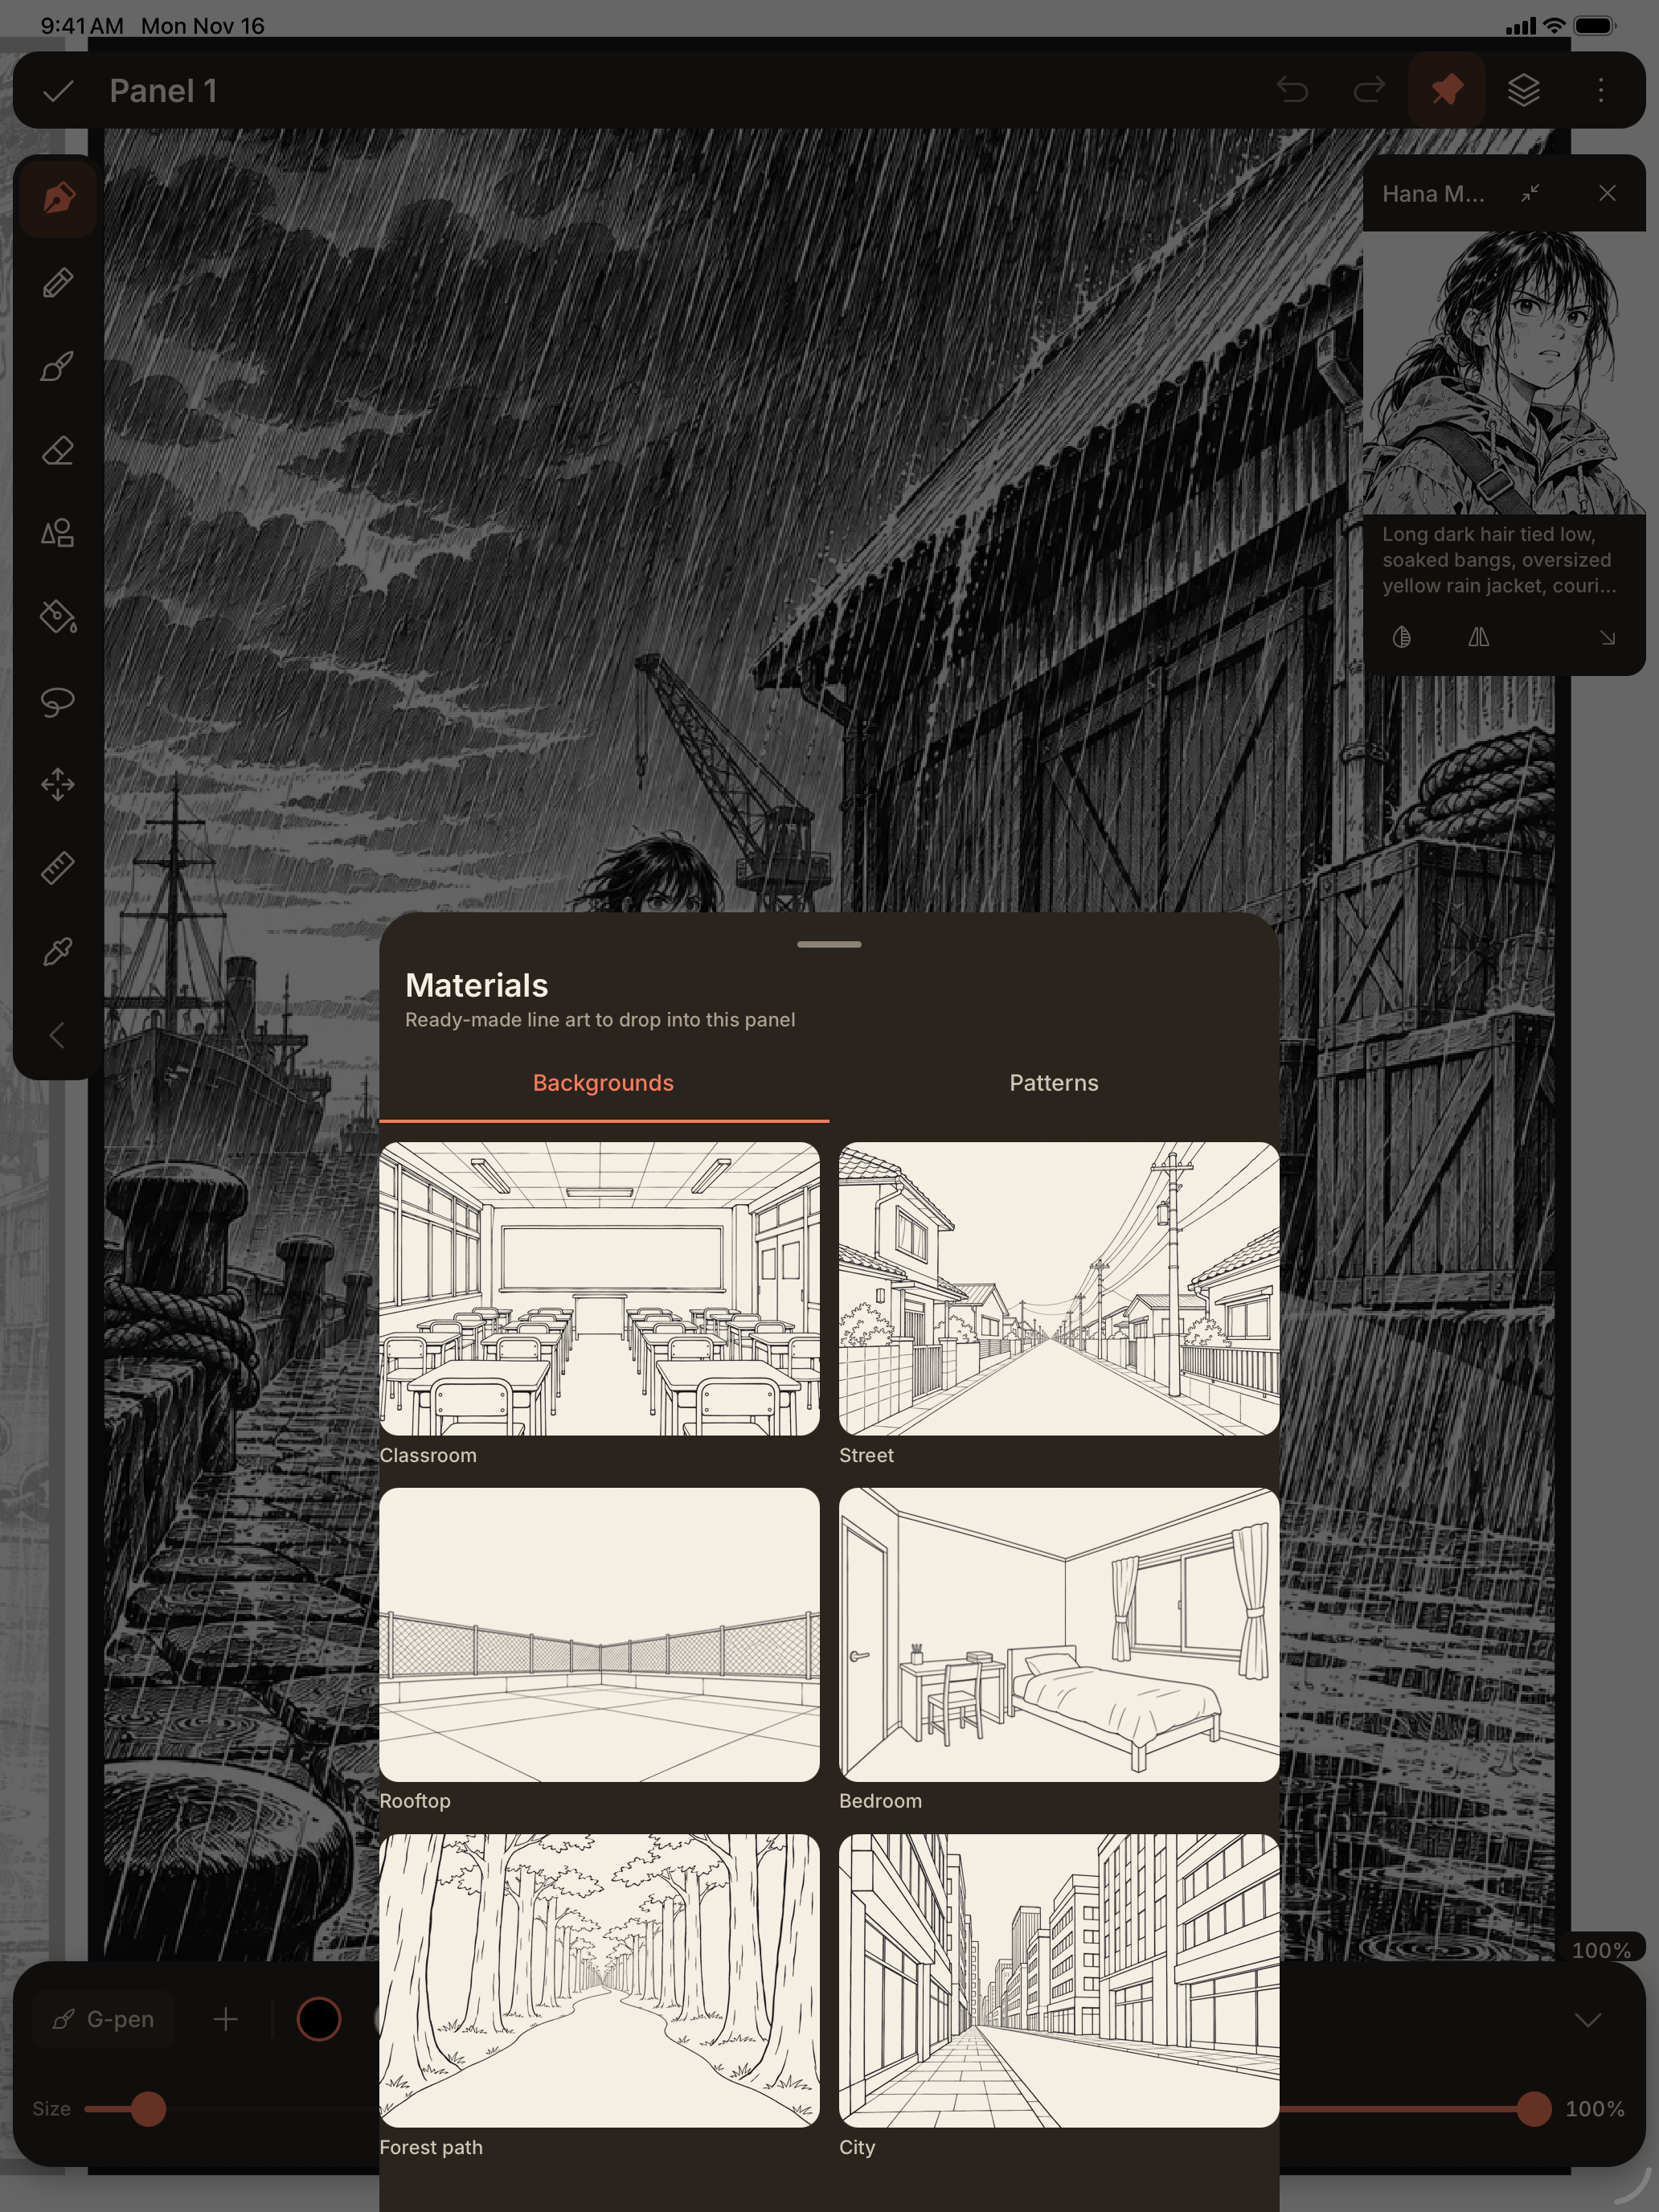 9:41 AM Mon Nov 16
Panel 1
Hana M...
Long dark hair tied low,
soaked bangs, oversized
yellow rain jacket, couri...
Materials
Ready-made line art to drop into this panel
Backgrounds
Patterns
Classroom
Street
Rooftop
Bedroom
Forest path
City
100%
G-pen
Size
100%